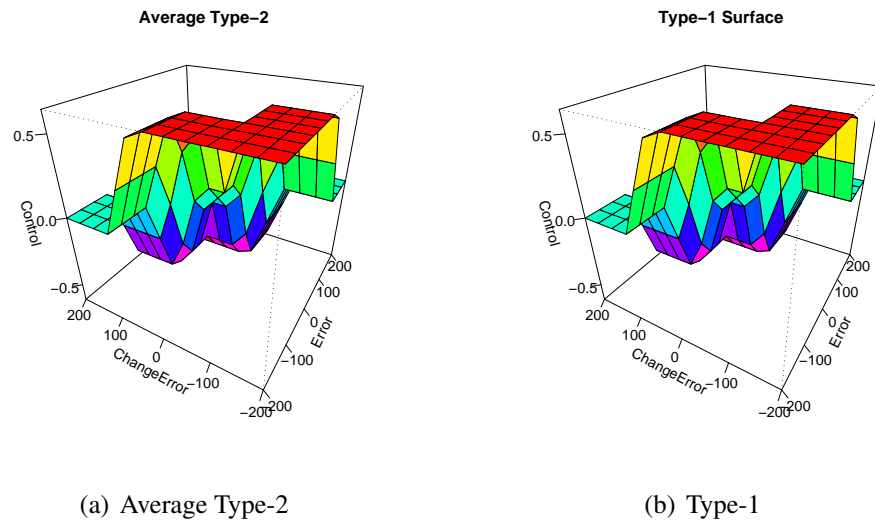 Average Type−2
Type−1 Surface
0.5
0.0
−0.5
Control
200
100
0
−100
−200
ChangeError
−200
−100
0
100
200
Error
0.5
0.0
−0.5
Control
200
100
0
−100
−200
ChangeError
−200
−100
0
100
200
Error
(a) Average Type-2
(b) Type-1